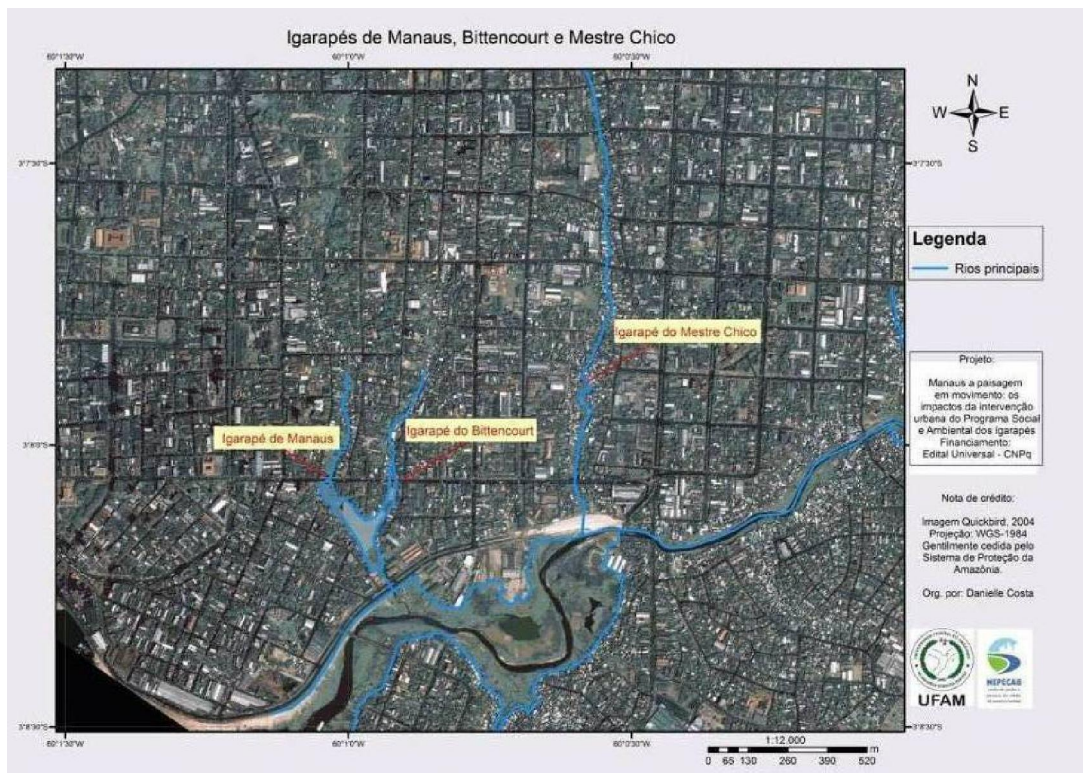 Igarapés de Manaus, Bittencourt e Mestre Chico
60°1'30"W
60°1'0"W
60°0'30"W
N
W E
S
3°7'30"S
3°7'30"S
Legenda
Rios principais
Igarapé do Mestre Chico
Projeto:
Manaus a paisagem
em movimento: os
impactos da intervenção
urbana do Programa Social
e Ambiental dos Igarapés
Financiamento:
Edital Universal - CNPq
Igarapé do Bittencourt
Igarapé de Manaus
3°8'0"S
3°8'0"S
Nota de crédito:
Imagem Quickbird, 2004
Projeção: WGS-1984
Gentilmente cedida pelo
Sistema de Proteção da
Amazônia.
Org. por: Danielle Costa
UFAM
NEPECAB
3°8'30"S
3°8'30"S
60°1'30"W
60°1'0"W
60°0'30"W
1:12.000
m
0 65 130 260 390 520